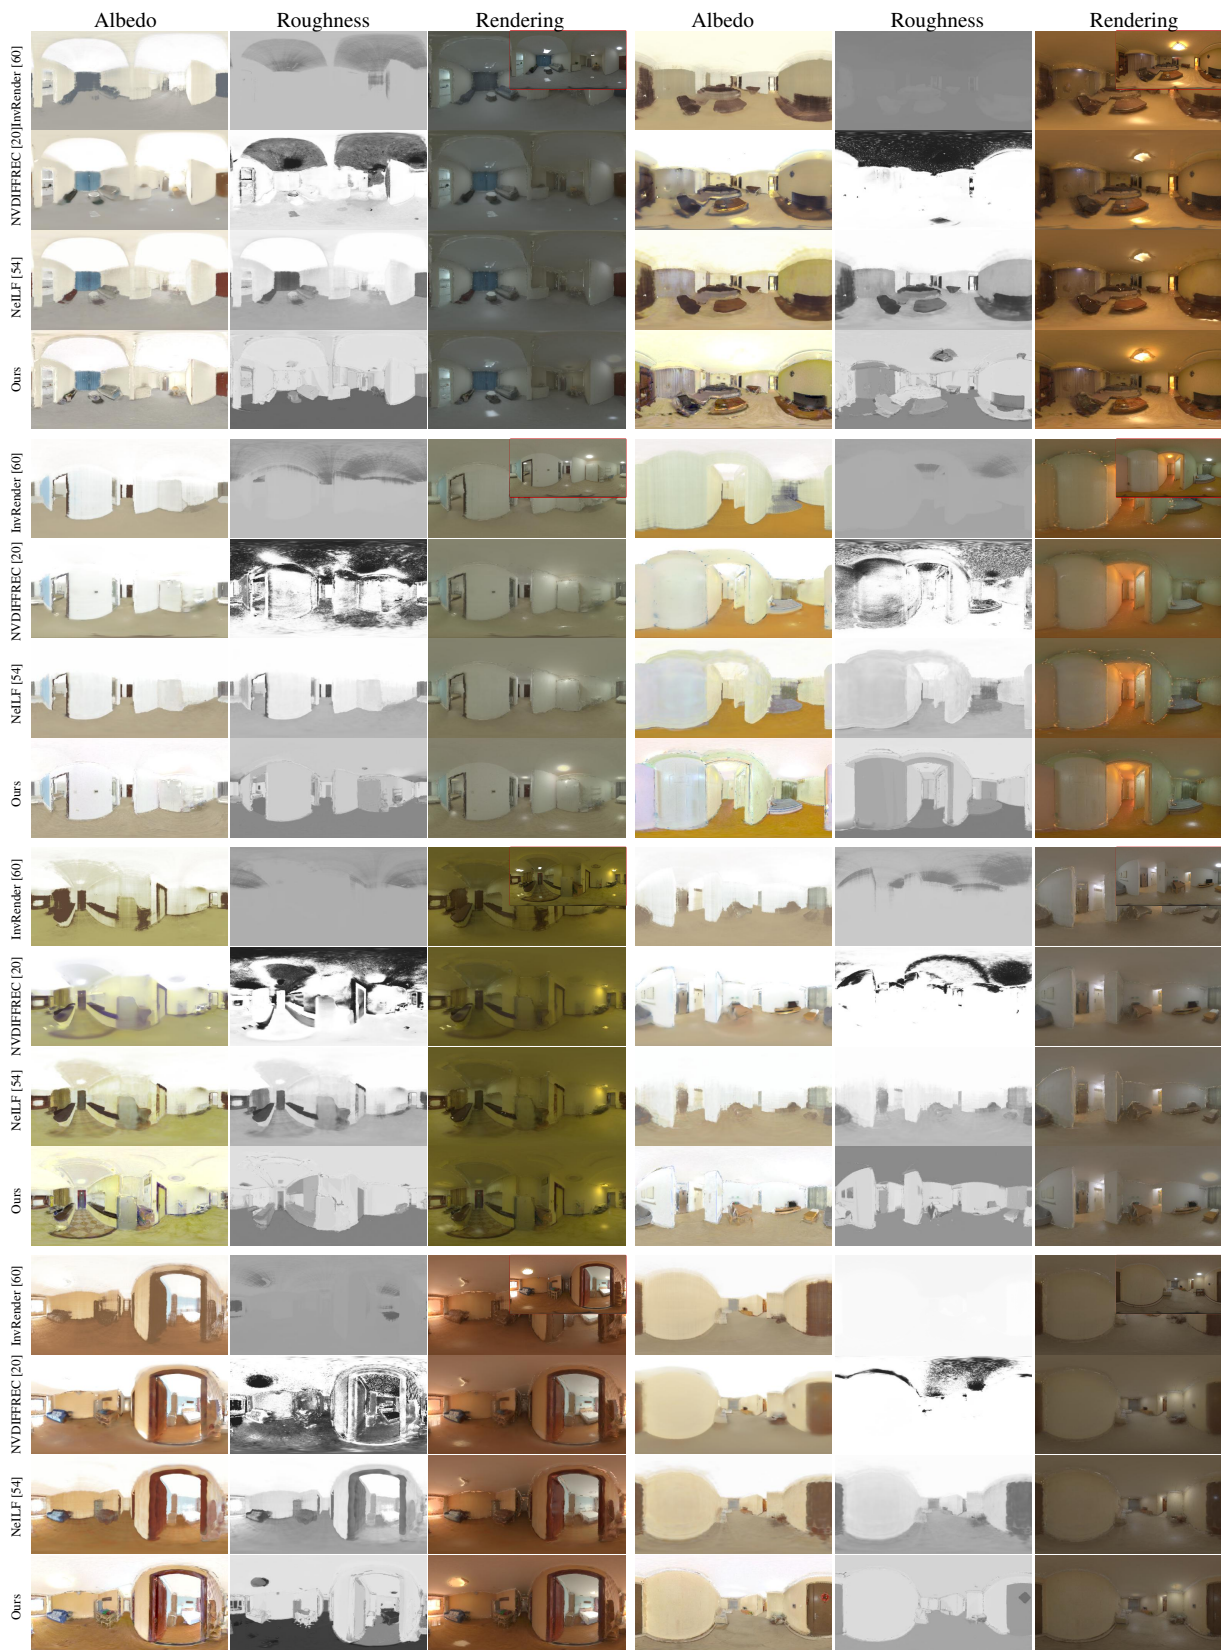 Albedo Roughness Rendering Albedo Roughness Rendering
InvRender [60]
NVDIFFREC [20]
NeILF [54]
Ours
InvRender [60]
NVDIFFREC [20]
NeILF [54]
Ours
InvRender [60]
NVDIFFREC [20]
NeILF [54]
Ours
InvRender [60]
NVDIFFREC [20]
NeILF [54]
Ours